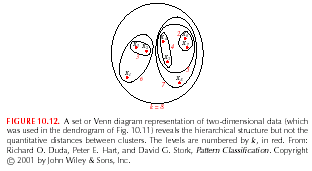 k = 8
FIGURE 10.12. A set or Venn diagram representation of two-dimensional data (which
was used in the dendrogram of Fig. 10.11) reveals the hierarchical structure but not the
quantitative distances between clusters. The levels are numbered by k, in red. From:
Richard O. Duda, Peter E. Hart, and David G. Stork, Pattern Classification. Copyright
© 2001 by John Wiley & Sons, Inc.